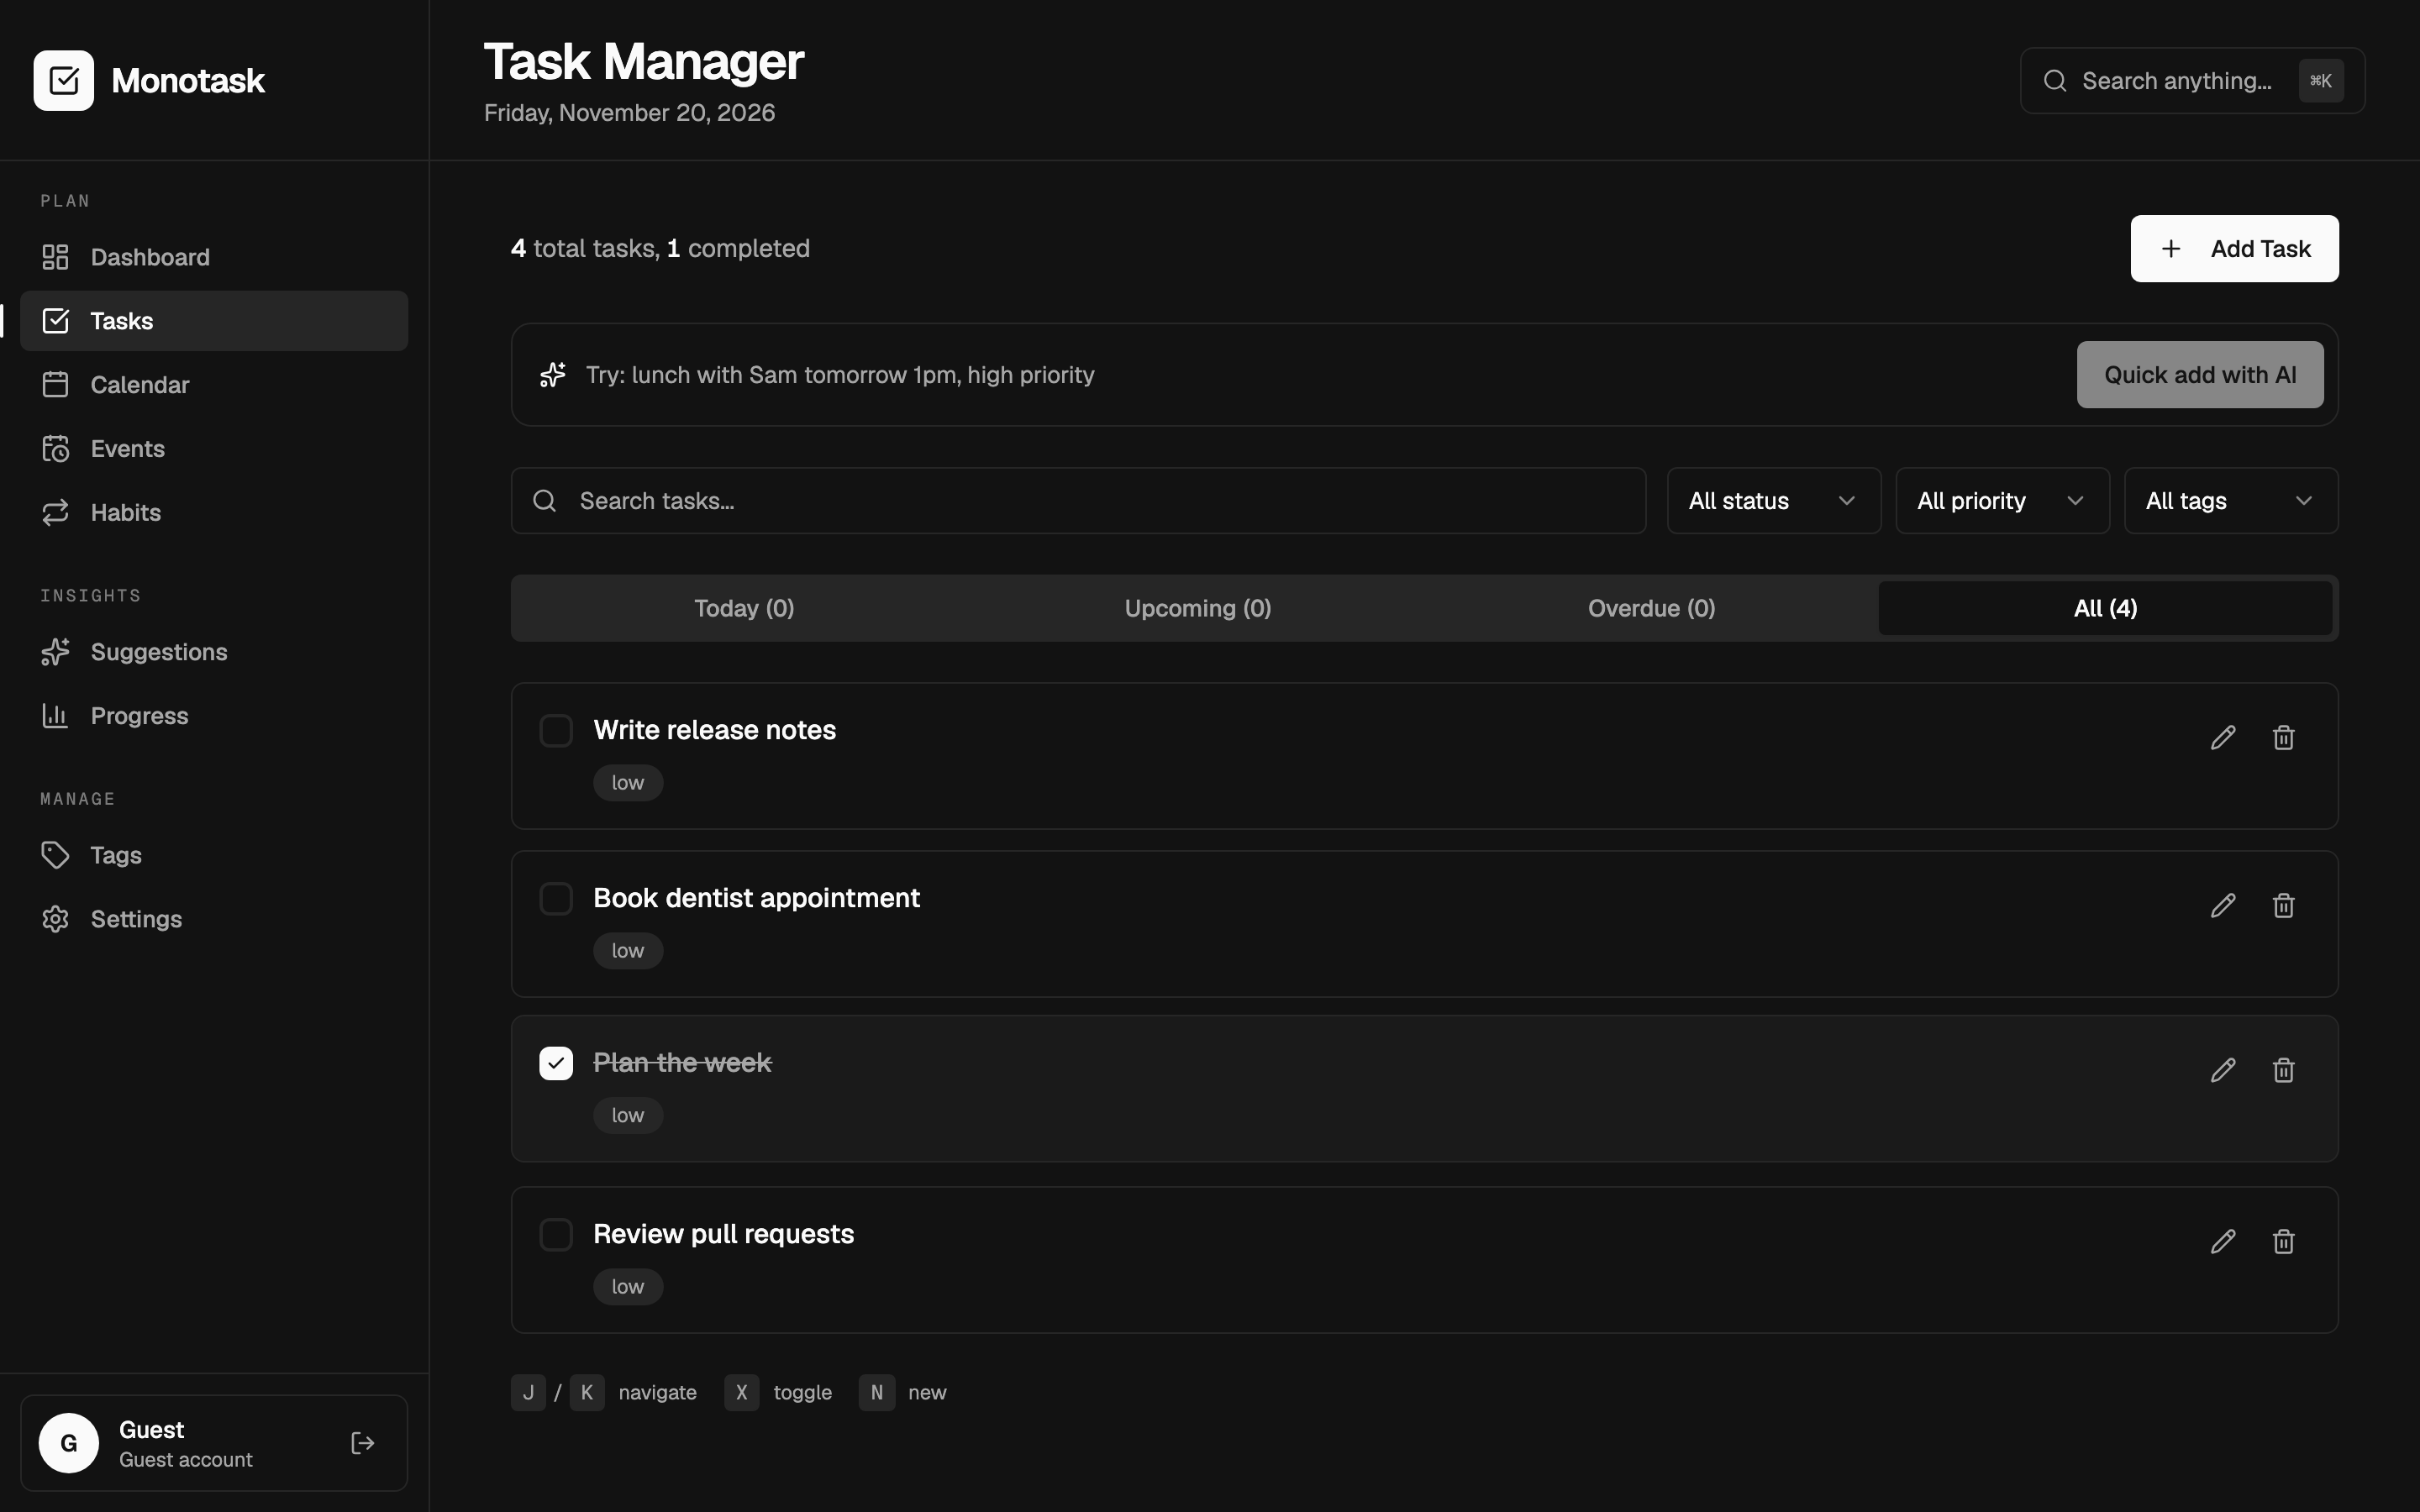 Monotask
Task Manager
Friday, November 20, 2026
Search anything... ⌘K
PLAN
Dashboard
Tasks
Calendar
Events
Habits
INSIGHTS
Suggestions
Progress
MANAGE
Tags
Settings
G
Guest
Guest account
4 total tasks, 1 completed
Add Task
Try: lunch with Sam tomorrow 1pm, high priority
Quick add with AI
Search tasks...
All status
All priority
All tags
Today (0)
Upcoming (0)
Overdue (0)
All (4)
Write release notes
low
Book dentist appointment
low
Plan the week
low
Review pull requests
low
J / K navigate X toggle N new